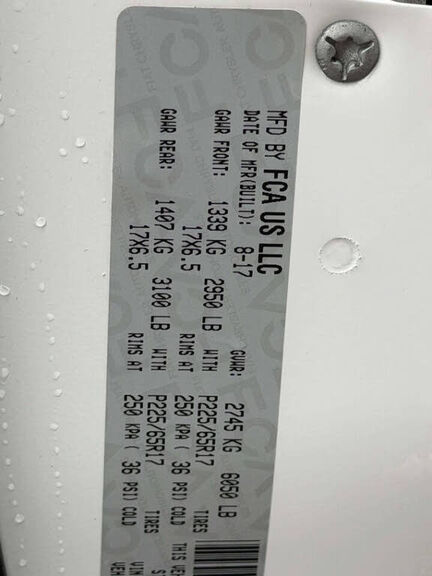 MFD BY FCA US LLC
DATE OF MFR(BUILT): 8-17 GVWR: 2745 KG 6050 LB
GAWR FRONT: 1339 KG 2950 LB WITH P225/65R17 TIRES
17X6.5 RIMS AT 250 KPA ( 36 PSI) COLD THIS VEH
GAWR REAR: 1407 KG 3100 LB WITH P225/65R17 TIRES
17X6.5 RIMS AT 250 KPA ( 36 PSI) COLD